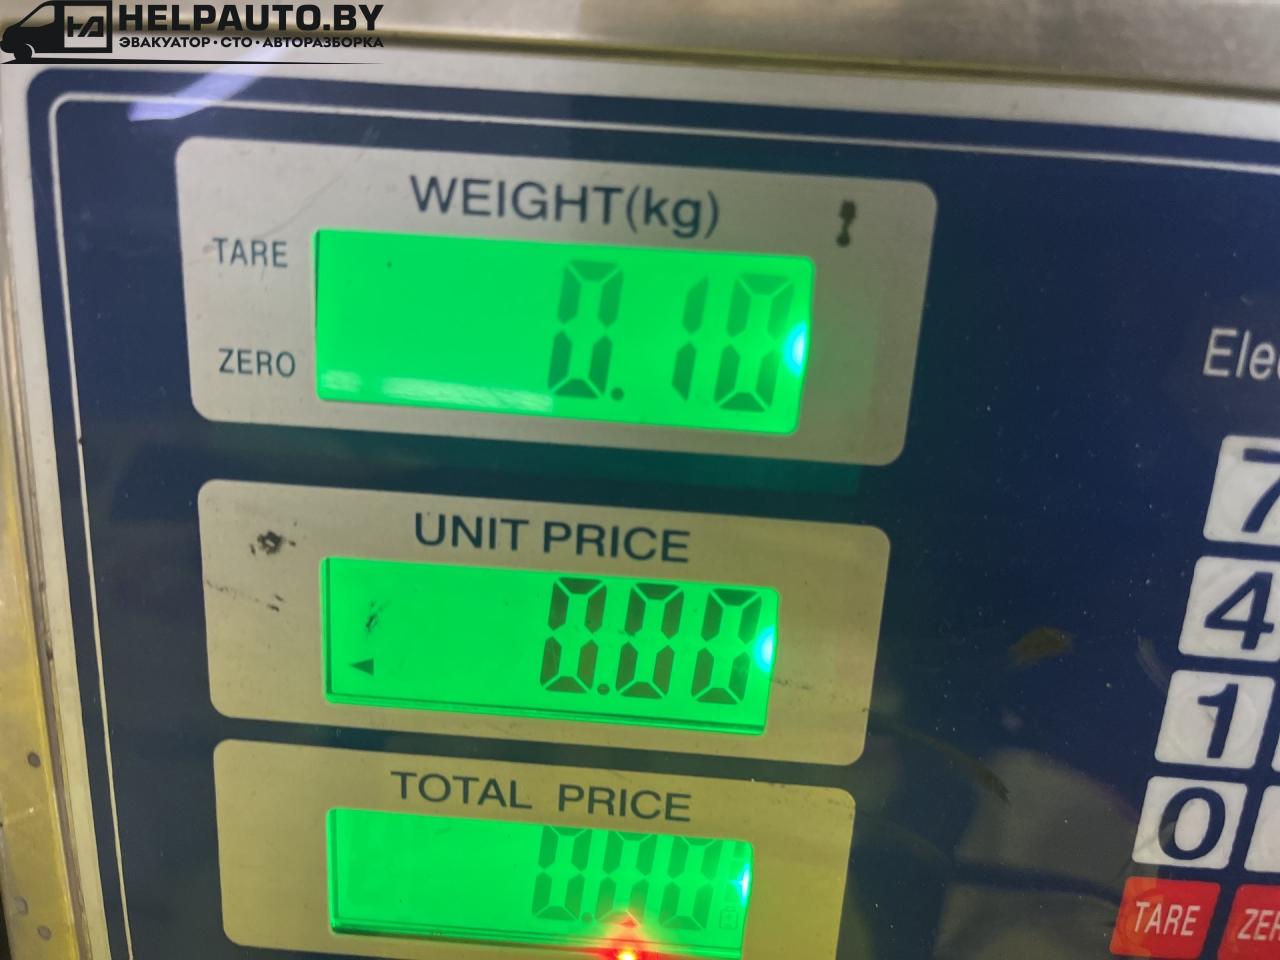 HELPAUTO.BY
ЭВАКУАТОР·СТО·АВТОРАЗБОРКА
WEIGHT(kg)
TARE
0.10
ZERO
UNIT PRICE
0.00
TOTAL PRICE
0.00
7
4
1
0
TARE